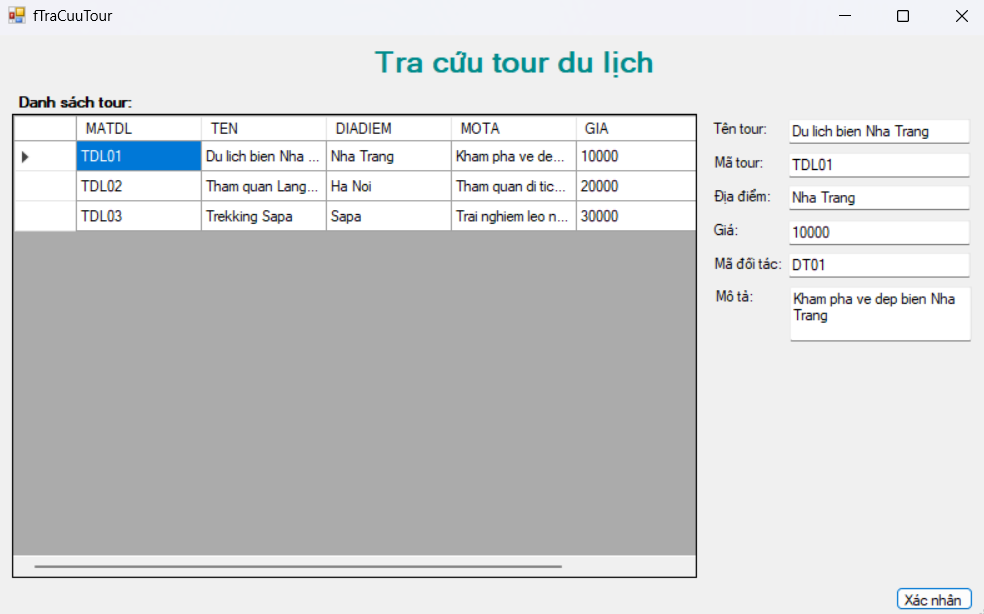 fTraCuuTour
Tra cứu tour du lịch
Danh sách tour:
MATDL TEN DIADIEM MOTA GIA
TDL01 Du lich bien Nha ... Nha Trang Kham pha ve de... 10000
TDL02 Tham quan Lang... Ha Noi Tham quan di tic... 20000
TDL03 Trekking Sapa Sapa Trai nghiem leo n... 30000
Tên tour: Du lich bien Nha Trang
Mã tour: TDL01
Địa điểm: Nha Trang
Giá: 10000
Mã đối tác: DT01
Mô tả: Kham pha ve dep bien Nha
Trang
Xác nhận